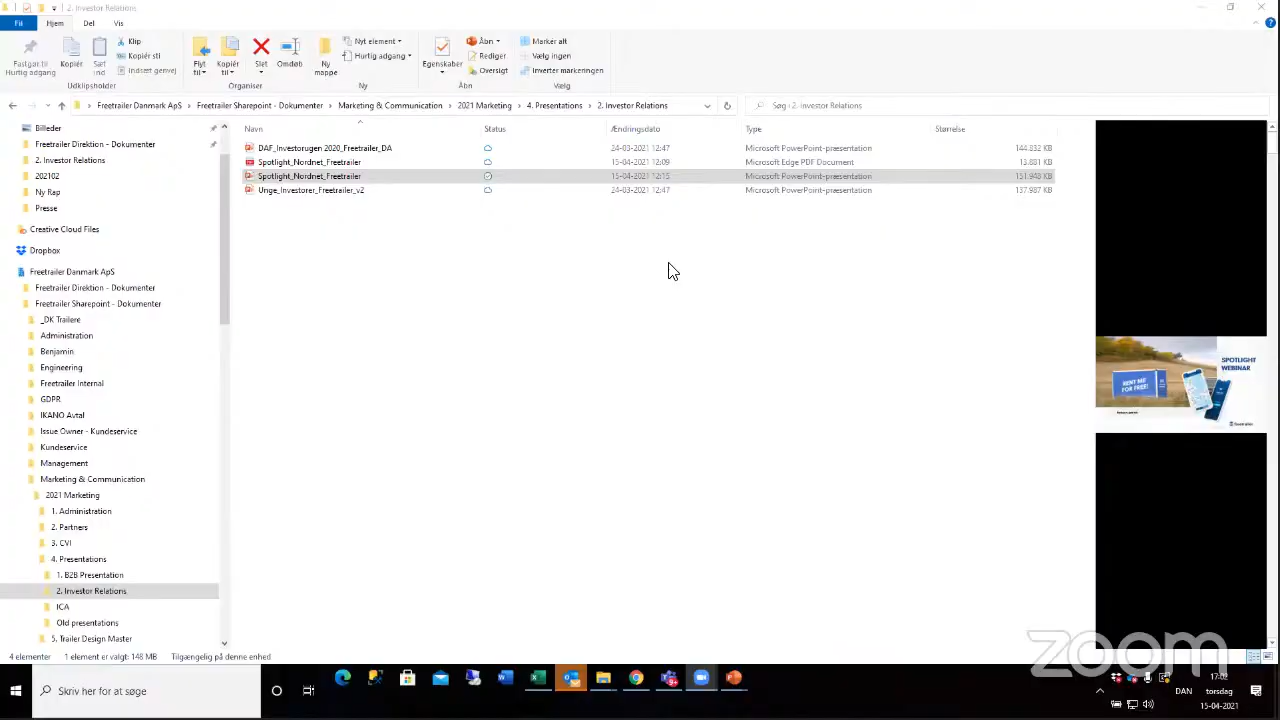 2. Investor Relations
Fil Hjem Del Vis
Fastgør til Hurtig adgang
Kopiér
Sæt ind
Klip
Kopiér sti
Indsæt genvej
Udklipsholder
Flyt til
Kopiér til
Slet
Omdøb
Organiser
Ny mappe
Nyt element
Hurtig adgang
Ny
Egenskaber
Åbn
Rediger
Oversigt
Åbn
Markér alt
Vælg ingen
Inverter markeringen
Vælg
Freetrailer Danmark ApS > Freetrailer Sharepoint - Dokumenter > Marketing & Communication > 2021 Marketing > 4. Presentations > 2. Investor Relations
Søg i 2. Investor Relations
Navn Status Ændringsdato Type Størrelse
DAF_Investorugen 2020_Freetrailer_DA 24-03-2021 12:47 Microsoft PowerPoint-præsentation 144.832 KB
Spotlight_Nordnet_Freetrailer 15-04-2021 12:09 Microsoft Edge PDF Document 13.881 KB
Spotlight_Nordnet_Freetrailer 15-04-2021 12:15 Microsoft PowerPoint-præsentation 151.948 KB
Unge_Investorer_Freetrailer_v2 24-03-2021 12:47 Microsoft PowerPoint-præsentation 137.987 KB
Billeder
Freetrailer Direktion - Dokumenter
2. Investor Relations
202102
Ny Rap
Presse
Creative Cloud Files
Dropbox
Freetrailer Danmark ApS
Freetrailer Direktion - Dokumenter
Freetrailer Sharepoint - Dokumenter
_DK Trailere
Administration
Benjamin
Engineering
Freetrailer Internal
GDPR
IKANO Avtal
Issue Owner - Kundeservice
Kundeservice
Management
Marketing & Communication
2021 Marketing
1. Administration
2. Partners
3. CVI
4. Presentations
1. B2B Presentation
2. Investor Relations
ICA
Old presentations
5. Trailer Design Master
SPOTLIGHT
WEBINAR
RENT ME
FOR FREE!
4 elementer 1 element er valgt: 148 MB Tilgængelig på denne enhed
zoom
Skriv her for at søge
DAN
17:02
torsdag
15-04-2021